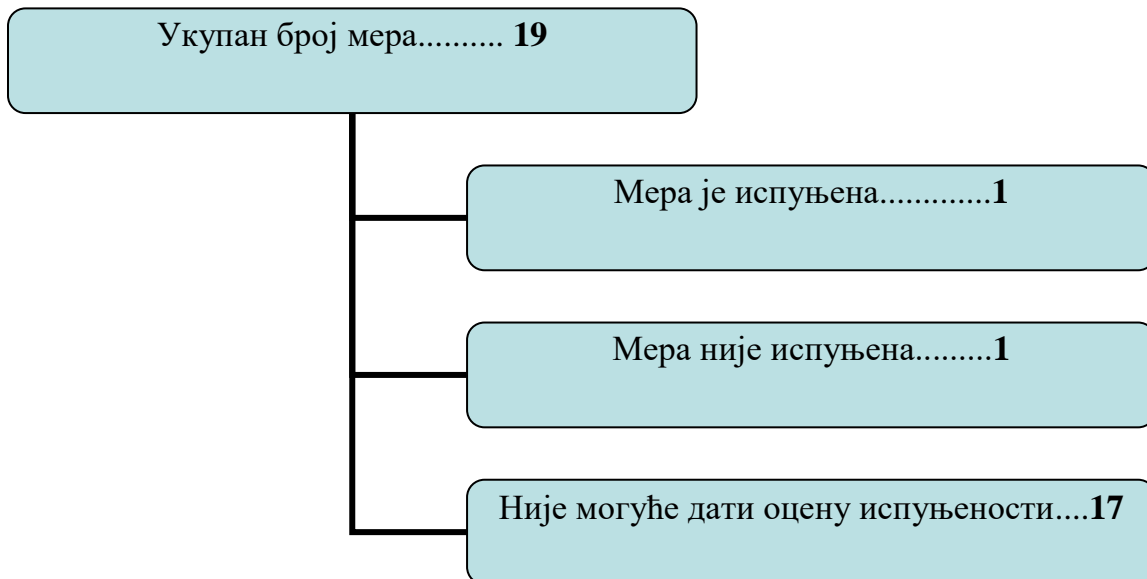 Укупан број мера.......... 19
Мера је испуњена.............1
Мера није испуњена.........1
Није могуће дати оцену испуњености....17